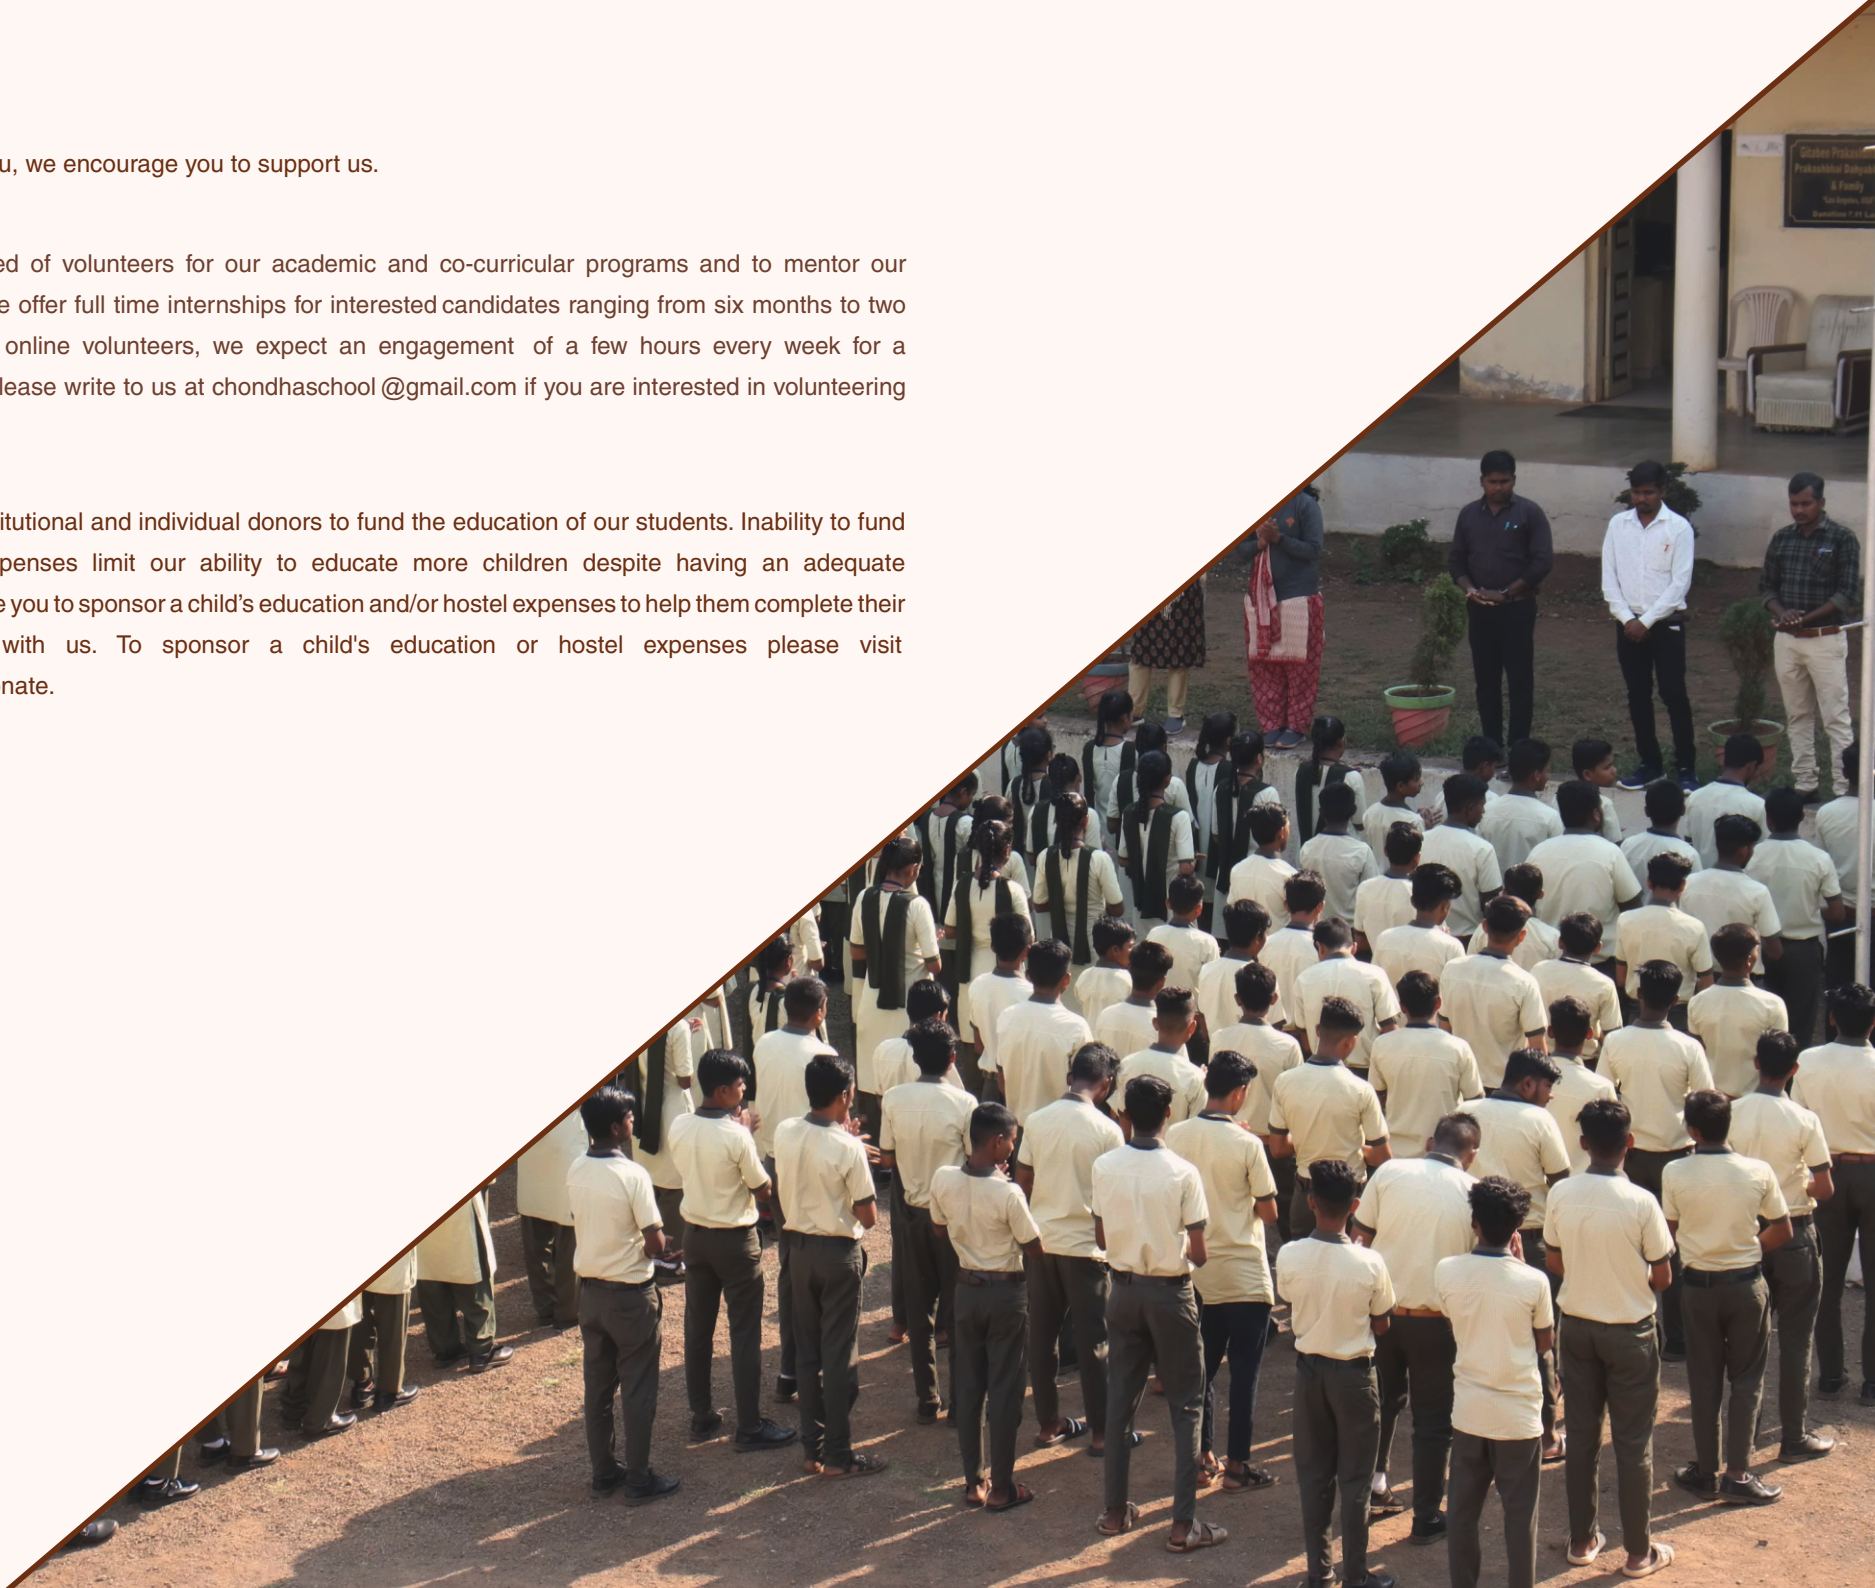 u, we encourage you to support us.
ed of volunteers for our academic and co-curricular programs and to mentor our
e offer full time internships for interested candidates ranging from six months to two
online volunteers, we expect an engagement of a few hours every week for a
lease write to us at chondhaschool @gmail.com if you are interested in volunteering
itutional and individual donors to fund the education of our students. Inability to fund
penses limit our ability to educate more children despite having an adequate
e you to sponsor a child’s education and/or hostel expenses to help them complete their
with us. To sponsor a child's education or hostel expenses please visit
nate.
Gitaben
& Family